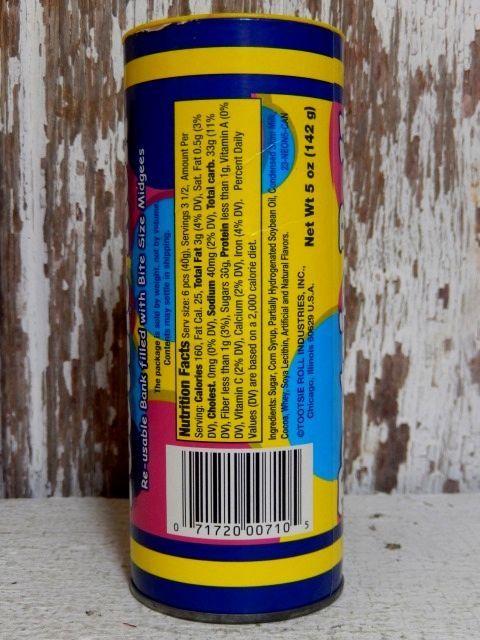 Re-usable Bank filled with Bite Size Midgees
The package is sold by weight, not by volume.
Contents may settle in shipping.
Nutrition Facts Serv size: 6 pcs (40g), Servings 3 1/2, Amount Per
Serving: Calories 160, Fat Cal. 25, Total Fat 3g (4% DV), Sat. Fat 0.5g (3%
DV), Cholest. 0mg (0% DV), Sodium 40mg (2% DV), Total carb. 33g (11%
DV), Fiber less than 1g (3%), Sugars 30g, Protein less than 1g, Vitamin A (0%
DV), Vitamin C (2% DV), Calcium (2% DV), Iron (4% DV). Percent Daily
Values (DV) are based on a 2,000 calorie diet.
Ingredients: Sugar, Corn Syrup, Partially Hydrogenated Soybean Oil, Condensed Skim Milk,
Cocoa, Whey, Soya Lecithin, Artificial and Natural Flavors.
23-NEONC-CAN
©TOOTSIE ROLL INDUSTRIES, INC.,
Chicago, Illinois 60629 U.S.A.
Net Wt 5 oz (142 g)
0 71720 00710 5